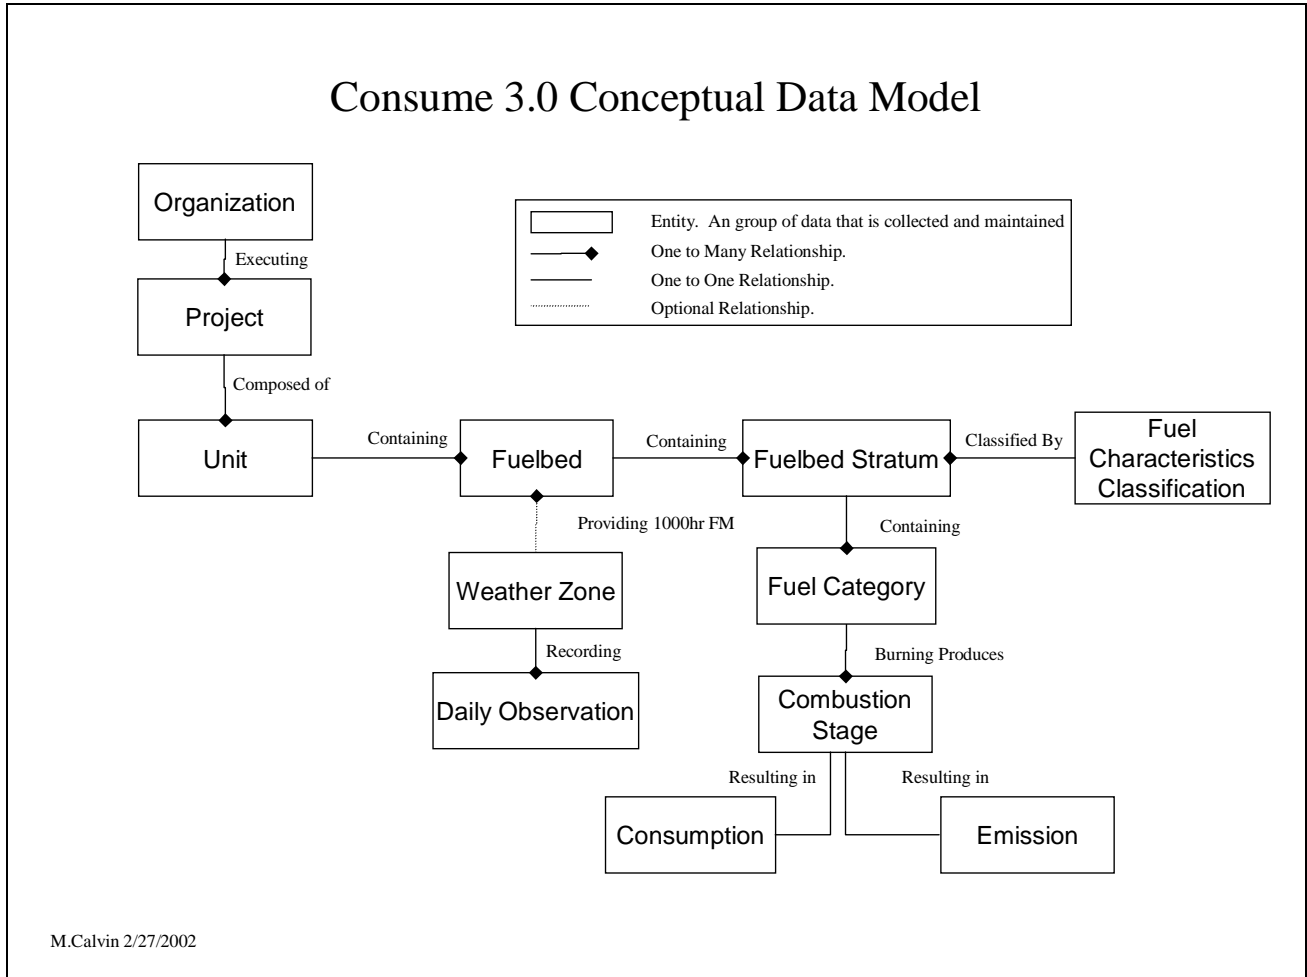 Consume 3.0 Conceptual Data Model
Organization
Entity. An group of data that is collected and maintained
One to Many Relationship.
One to One Relationship.
Optional Relationship.
Executing
Project
Composed of
Unit
Containing
Fuelbed
Containing
Fuelbed Stratum
Classified By
Fuel
Characteristics
Classification
Providing 1000hr FM
Containing
Weather Zone
Fuel Category
Recording
Burning Produces
Daily Observation
Combustion
Stage
Resulting in
Resulting in
Consumption
Emission
M.Calvin 2/27/2002